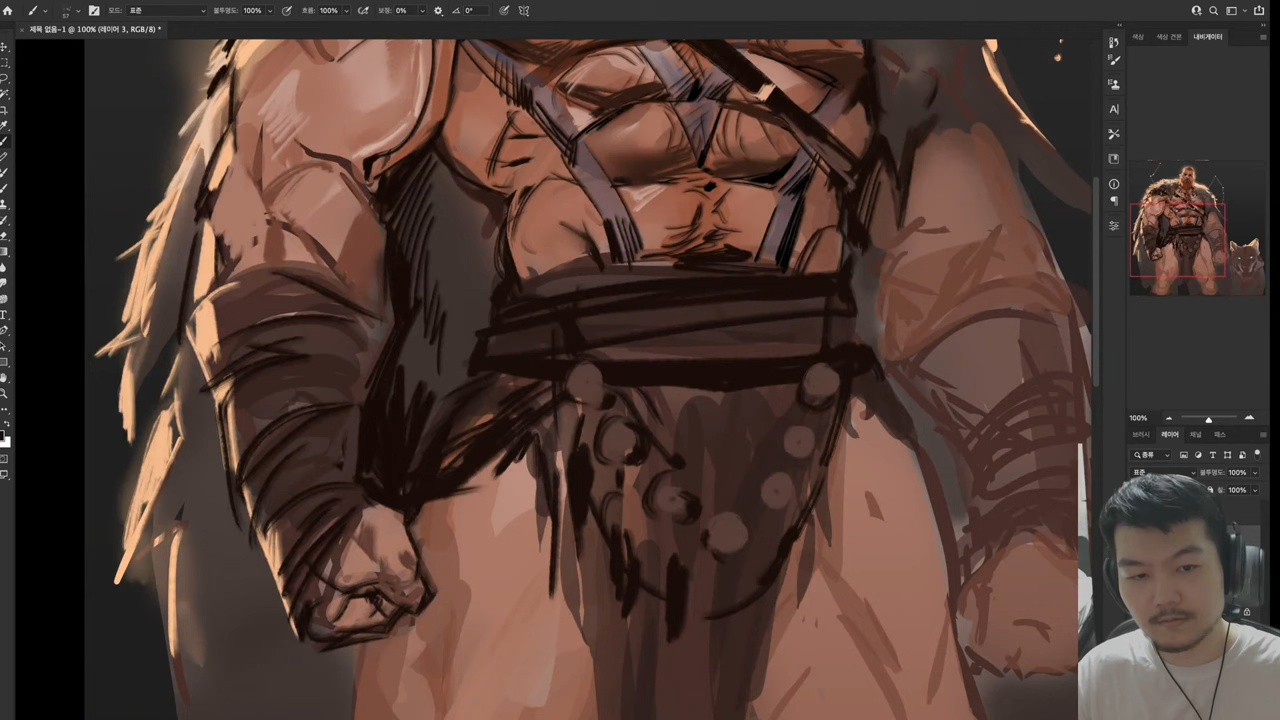 57
모드: 표준
불투명도: 100%
흐름: 100%
보정: 0%
0°
× 제목 없음-1 @ 100% (레이어 3, RGB/8) *
색상 색상 견본 내비게이터
100%
브러시 레이어 채널 패스
종류
표준 불투명도: 100%
칠: 100%